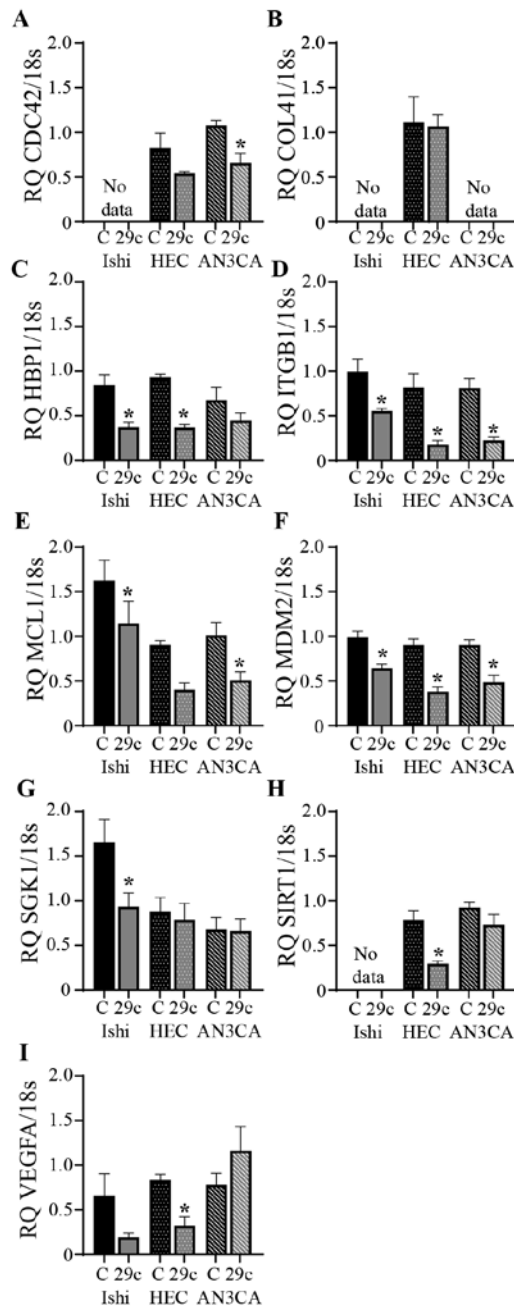 A
RQ CDC42/18s
2.0
1.5
1.0
0.5
0
No
data
C 29c C 29c C 29c
Ishi HEC AN3CA
B
RQ COL41/18s
2.0
1.5
1.0
0.5
0
No
data
No
data
C 29c C 29c C 29c
Ishi HEC AN3CA
*
C
RQ HBP1/18s
2.0
1.5
1.0
0.5
0
* *
C 29c C 29c C 29c
Ishi HEC AN3CA
D
RQ ITGB1/18s
2.0
1.5
1.0
0.5
0
* * *
C 29c C 29c C 29c
Ishi HEC AN3CA
E
RQ MCL1/18s
2.0
1.5
1.0
0.5
0
* *
C 29c C 29c C 29c
Ishi HEC AN3CA
F
RQ MDM2/18s
2.0
1.5
1.0
0.5
0
* * *
C 29c C 29c C 29c
Ishi HEC AN3CA
G
RQ SGK1/18s
2.0
1.5
1.0
0.5
0
*
C 29c C 29c C 29c
Ishi HEC AN3CA
H
RQ SIRT1/18s
2.0
1.5
1.0
0.5
0
No
data
*
C 29c C 29c C 29c
Ishi HEC AN3CA
I
RQ VEGFA/18s
2.0
1.5
1.0
0.5
0
*
C 29c C 29c C 29c
Ishi HEC AN3CA